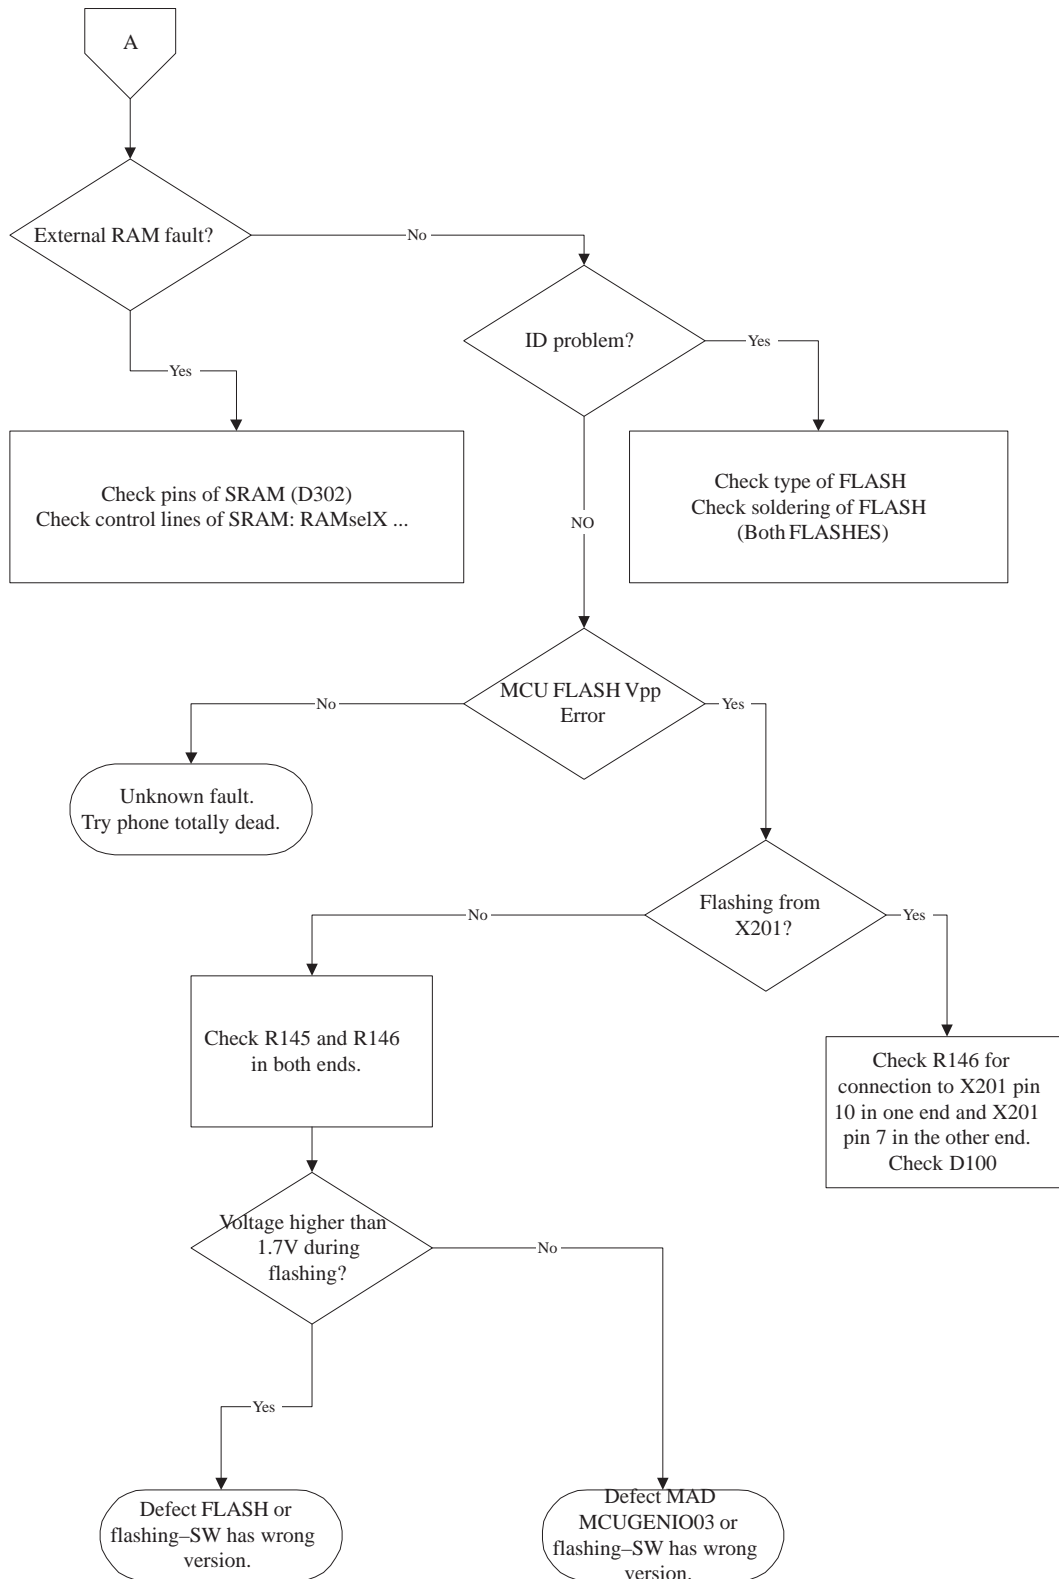 A
External RAM fault?
No
ID problem?
Yes
Yes
Check pins of SRAM (D302)
Check control lines of SRAM: RAMselX ...
Check type of FLASH
Check soldering of FLASH
(Both FLASHES)
NO
MCU FLASH Vpp
Error
No
Yes
Unknown fault.
Try phone totally dead.
Flashing from
X201?
No
Yes
Check R145 and R146
in both ends.
Check R146 for
connection to X201 pin
10 in one end and X201
pin 7 in the other end.
Check D100
Voltage higher than
1.7V during
flashing?
No
Yes
Defect FLASH or
flashing–SW has wrong
version.
Defect MAD
MCUGENIO03 or
flashing–SW has wrong
version.